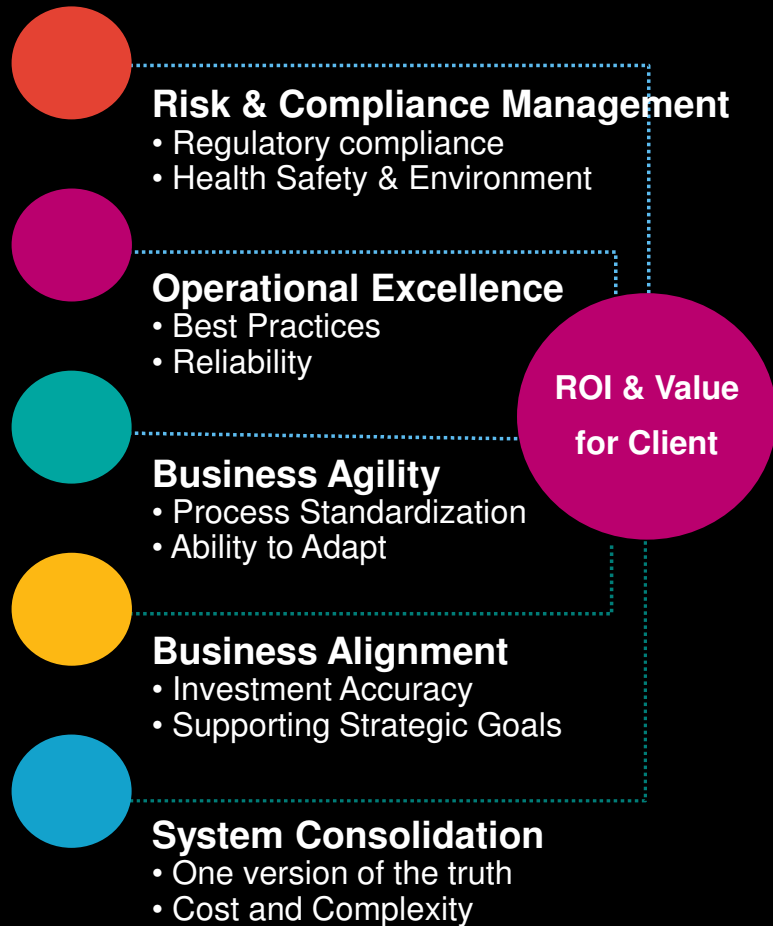 Risk & Compliance Management
• Regulatory compliance
• Health Safety & Environment
Operational Excellence
• Best Practices
• Reliability
ROI & Value
for Client
Business Agility
• Process Standardization
• Ability to Adapt
Business Alignment
• Investment Accuracy
• Supporting Strategic Goals
System Consolidation
• One version of the truth
• Cost and Complexity